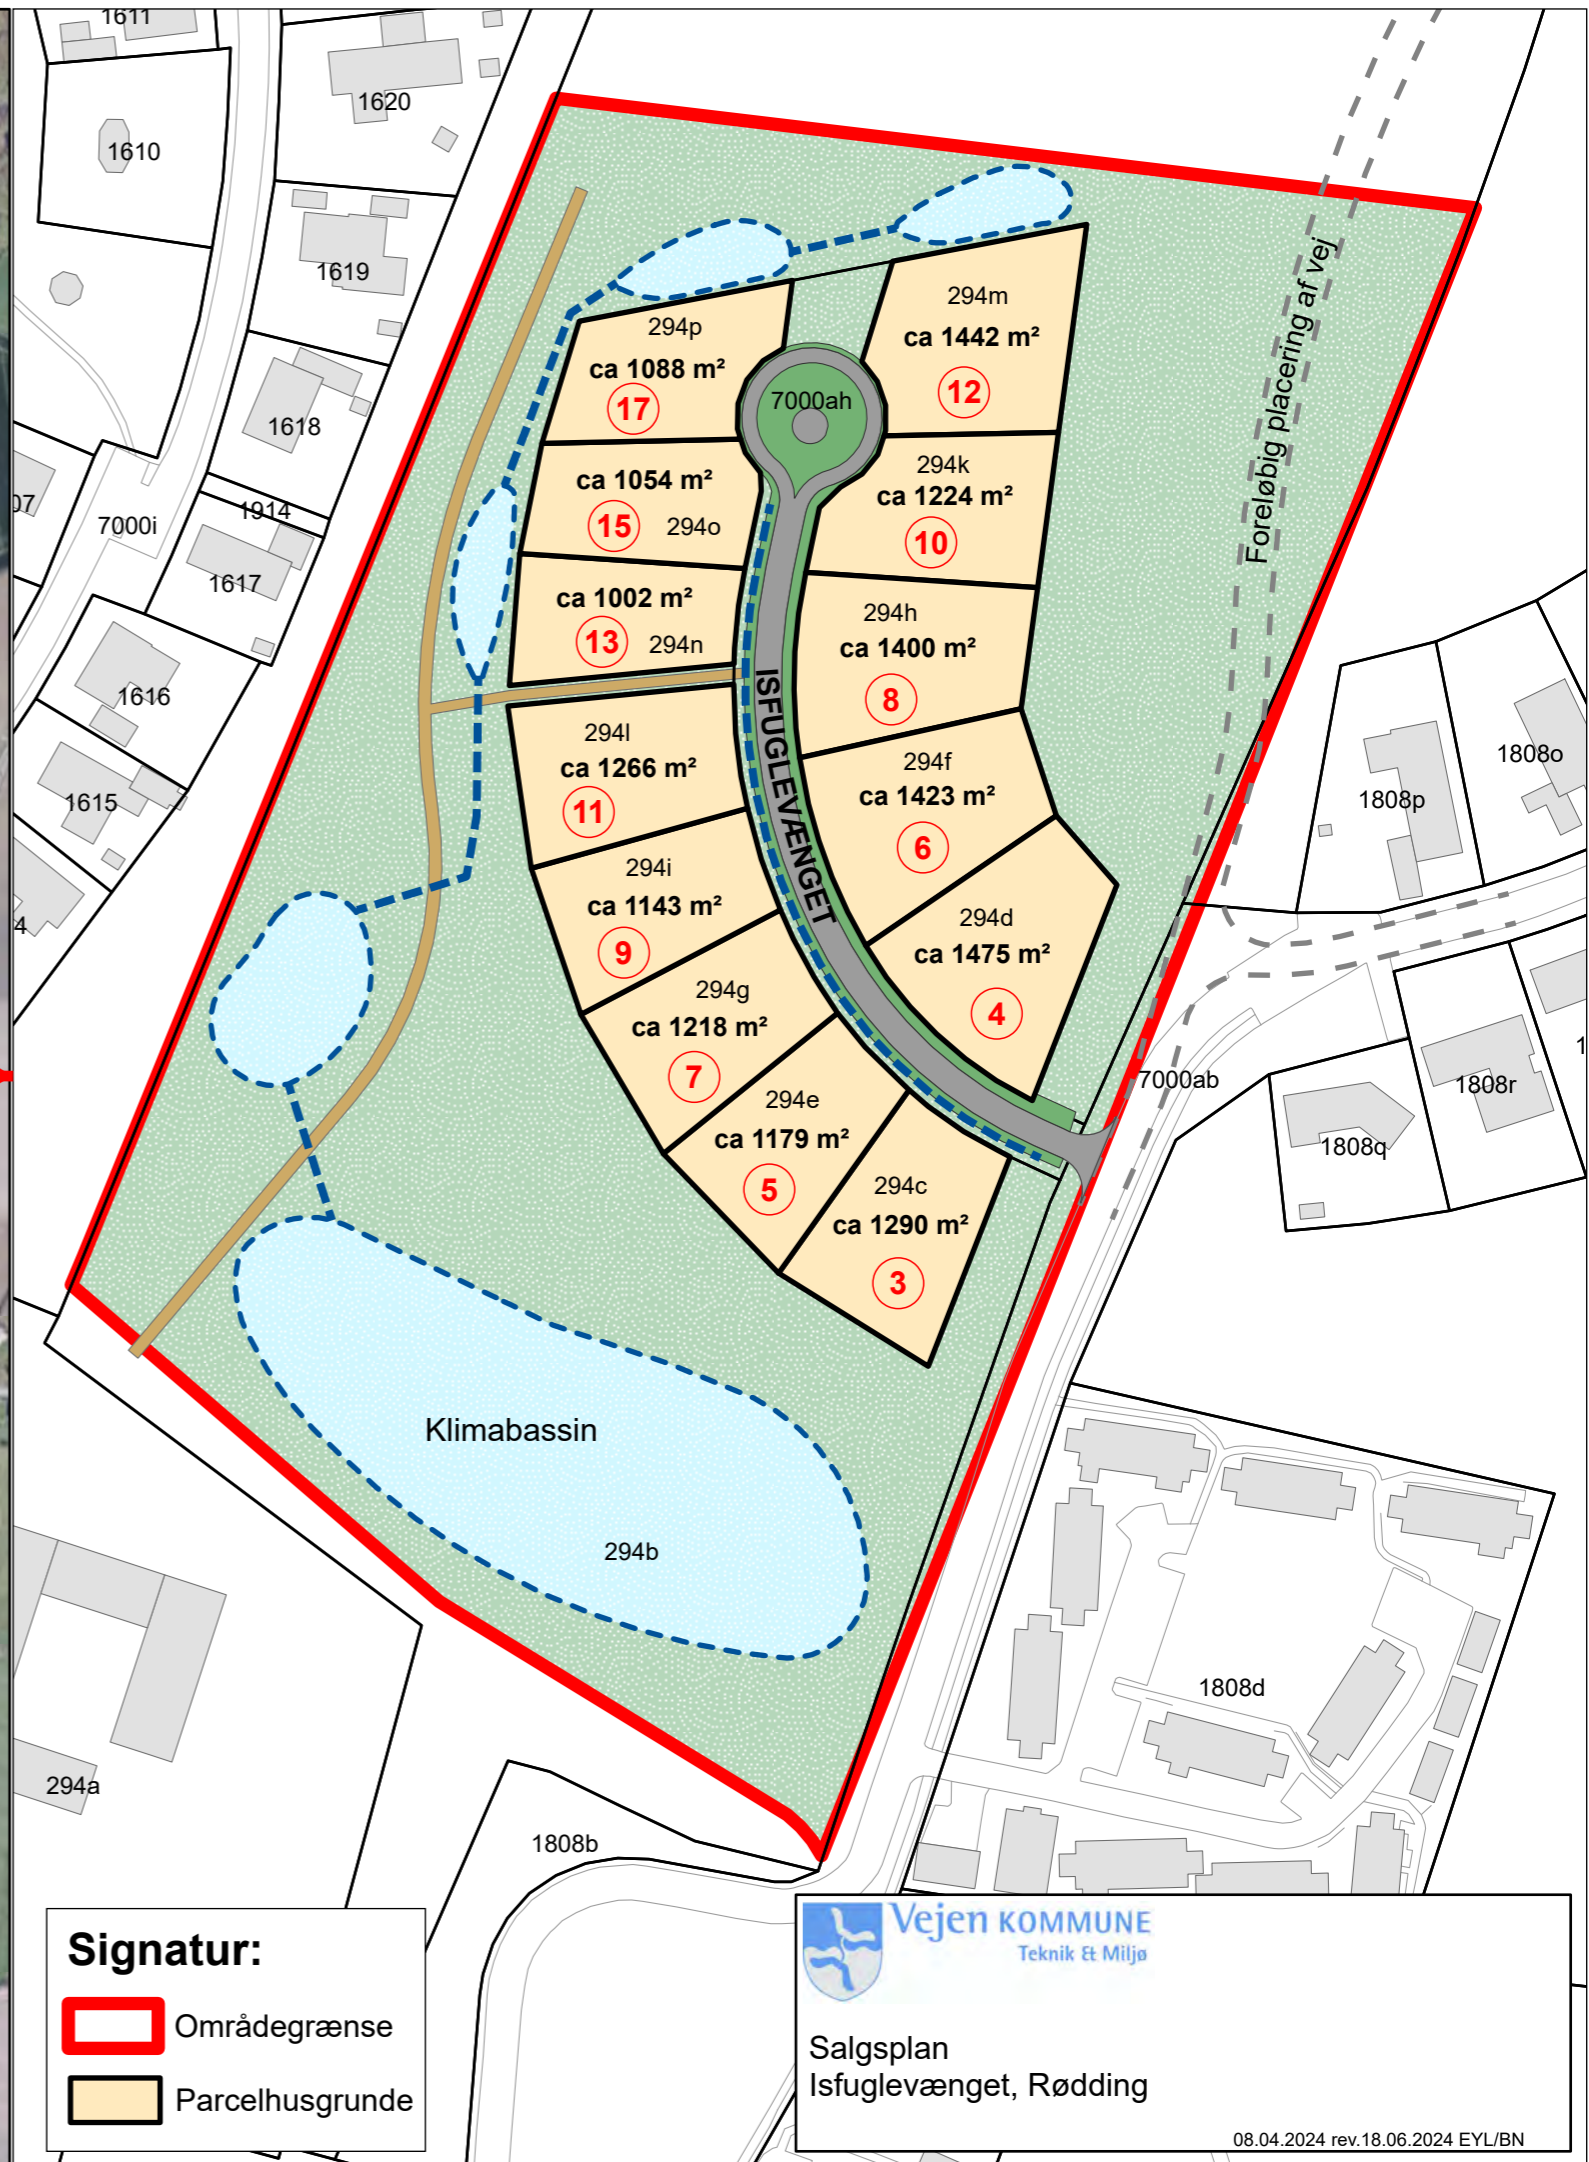 1611
1620
1610
1619
1618
1914
07
7000i
1617
1616
1615
4
294p
ca 1088 m²
17
294m
ca 1442 m²
12
7000ah
ca 1054 m²
15
294o
294k
ca 1224 m²
10
ca 1002 m²
13
294n
294h
ca 1400 m²
8
294l
ca 1266 m²
11
294f
ca 1423 m²
6
294i
ca 1143 m²
9
294d
ca 1475 m²
4
294g
ca 1218 m²
7
294e
ca 1179 m²
5
294c
ca 1290 m²
3
ISFUGLEVÆNGET
Foreløbig placering af vej
1808o
1808p
7000ab
1808r
1
1808q
Klimabassin
294b
1808d
294a
1808b
Signatur:
Områdegrænse
Parcelhusgrunde
Vejen KOMMUNE
Teknik & Miljø
Salgsplan
Isfuglevænget, Rødding
08.04.2024 rev.18.06.2024 EYL/BN